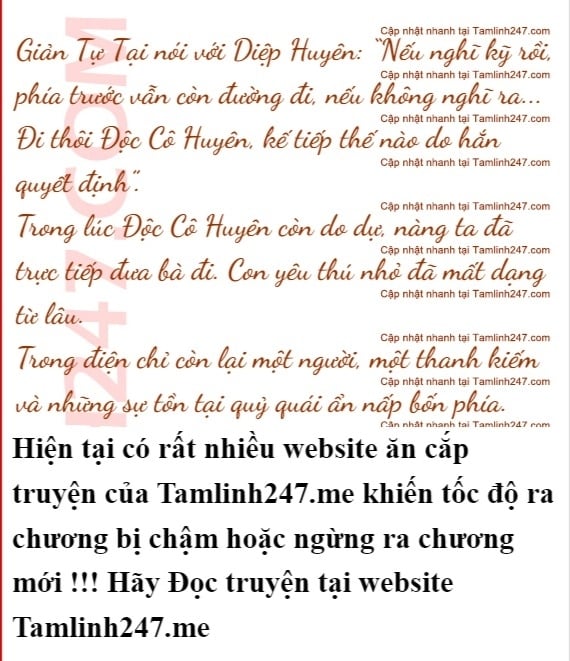 Cập nhật nhanh tại Tamlinh247.com
Giản Tự Tại nói với Diệp Huyên: "Nếu nghĩ kỹ rồi,
Cập nhật nhanh tại Tamlinh247.com
phía trước vẫn còn đường đi, nếu không nghĩ ra...
Cập nhật nhanh tại Tamlinh247.com
Đi thôi Độc Cô Huyên, kế tiếp thế nào do hắn
Cập nhật nhanh tại Tamlinh247.com
quyết định".
Cập nhật nhanh tại Tamlinh247.com
Trong lúc Độc Cô Huyên còn do dự, nàng ta đã
Cập nhật nhanh tại Tamlinh247.com
trực tiếp đưa bà đi. Con yêu thú nhỏ đã mất dạng
Cập nhật nhanh tại Tamlinh247.com
từ lâu.
Cập nhật nhanh tại Tamlinh247.com
Trong điện chỉ còn lại một người, một thanh kiếm
Cập nhật nhanh tại Tamlinh247.com
và những sự tồn tại quỷ quái ẩn nấp bốn phía.
Cập nhật nhanh tại Tamlinh247.com
247.COM
Hiện tại có rất nhiều website ăn cắp
truyện của Tamlinh247.me khiến tốc độ ra
chương bị chậm hoặc ngừng ra chương
mới !!! Hãy Đọc truyện tại website
Tamlinh247.me